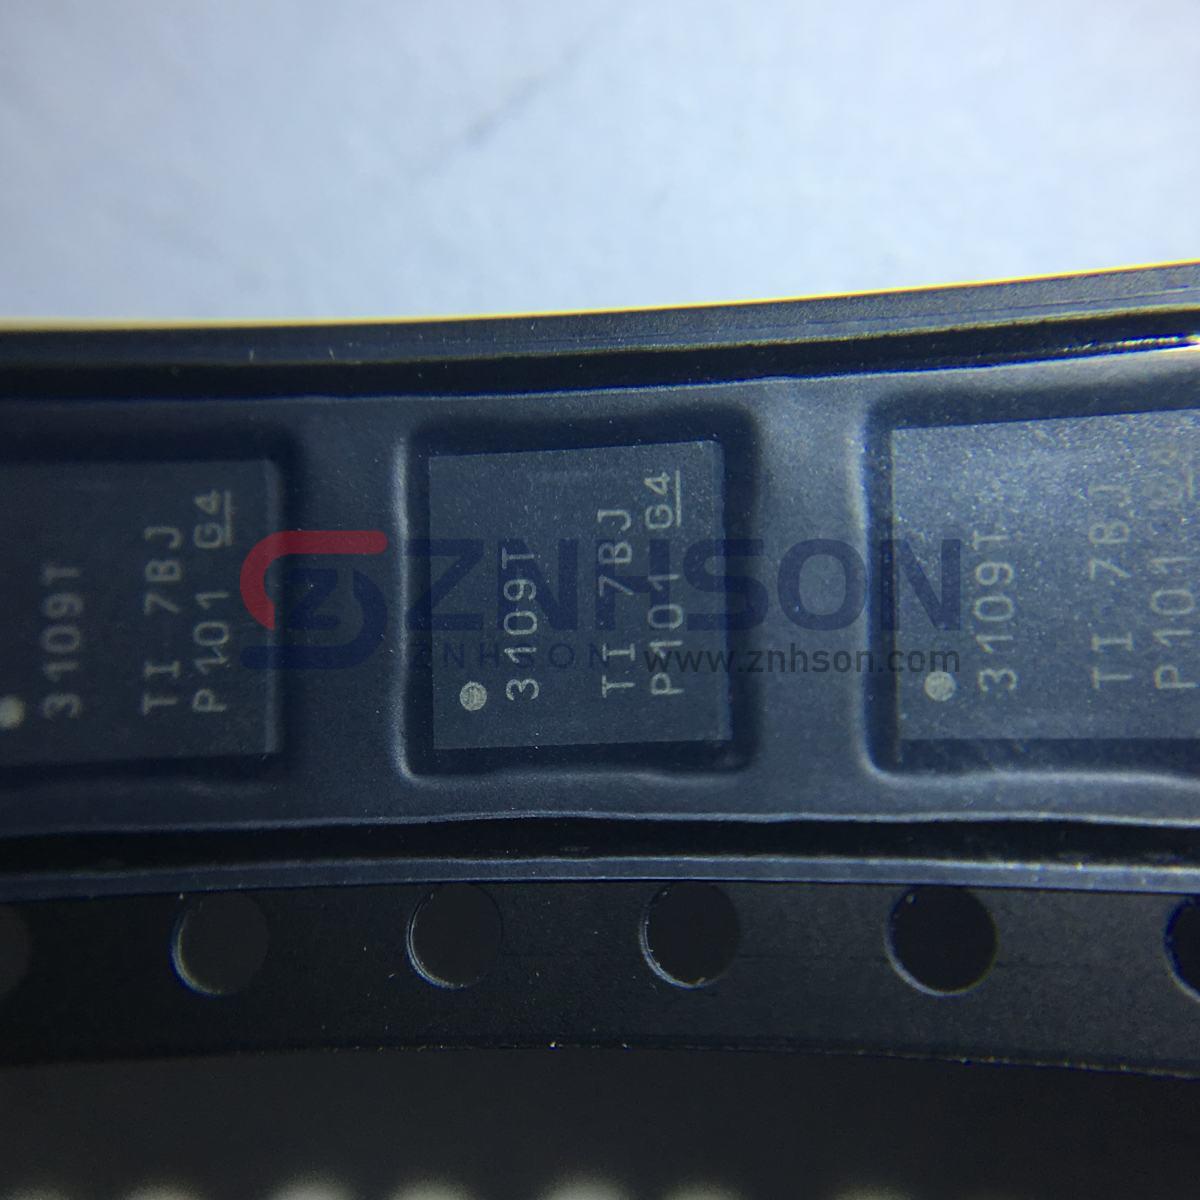 3109T
TI 7BJ
P101 G4
3109T
TI 7BJ
P101 G4
3109T
TI 7BJ
P101
ZNHSON
ZNHSON www.znhson.com